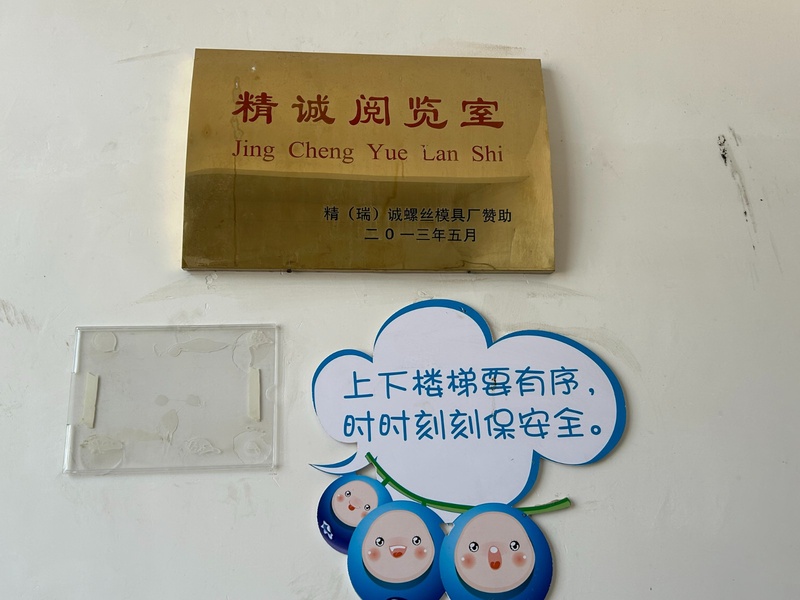 精诚阅览室
Jing Cheng Yue Lan Shi
精（瑞）诚螺丝模具厂赞助
二0一三年五月
上下楼梯要有序，
时时刻刻保安全。